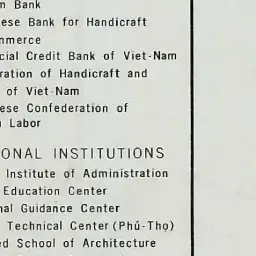 Bank
ese Bank for Handicraft
mmerce
cial Credit Bank of Viet-Nam
ration of Handicraft and
of Viet-Nam
ese Confederation of
Labor
ONAL INSTITUTIONS
Institute of Administration
Education Center
nal Guidance Center
Technical Center (Phú-Thọ)
ed School of Architecture